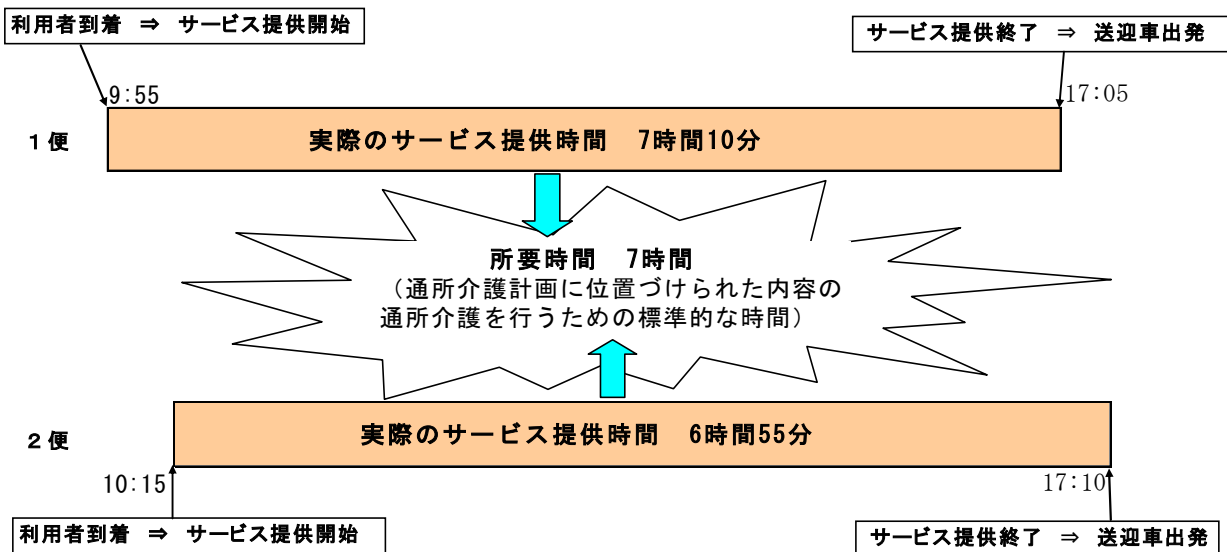 利用者到着 ⇒ サービス提供開始
サービス提供終了 ⇒ 送迎車出発
9:55
17:05
1便
実際のサービス提供時間 7時間10分
所要時間 7時間
（通所介護計画に位置づけられた内容の
通所介護を行うための標準的な時間）
2便
実際のサービス提供時間 6時間55分
10:15
17:10
利用者到着 ⇒ サービス提供開始
サービス提供終了 ⇒ 送迎車出発